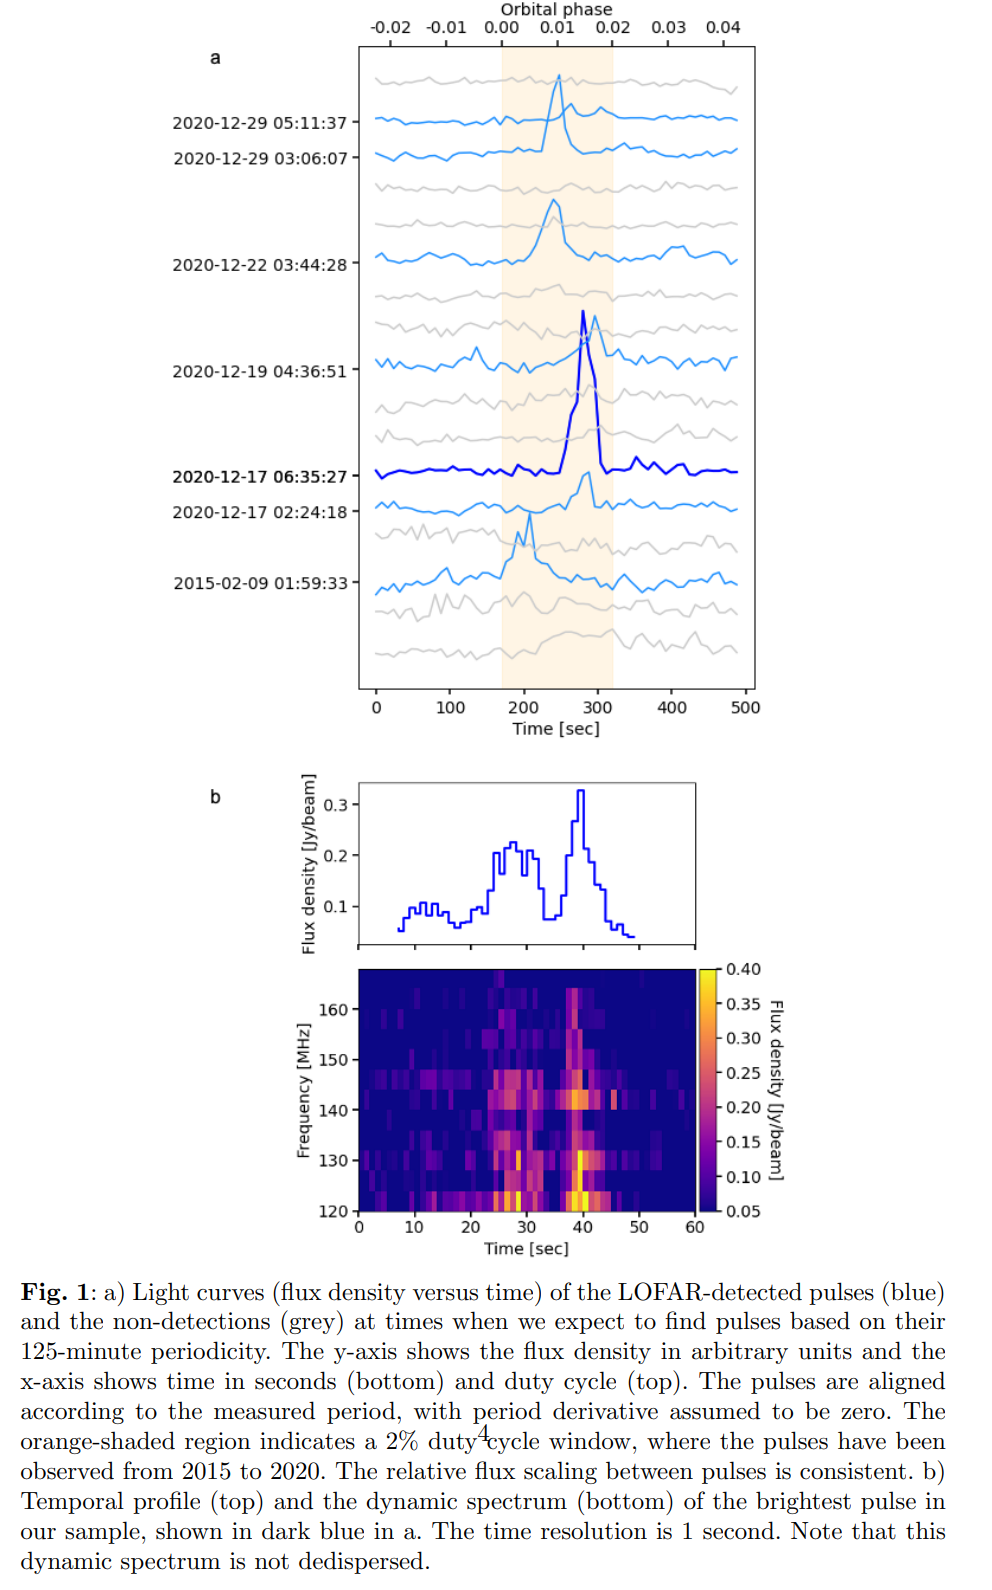 Orbital phase
-0.02 -0.01 0.00 0.01 0.02 0.03 0.04
a
2020-12-29 05:11:37
2020-12-29 03:06:07
2020-12-22 03:44:28
2020-12-19 04:36:51
2020-12-17 06:35:27
2020-12-17 02:24:18
2015-02-09 01:59:33
0 100 200 300 400 500
Time [sec]
b
Flux density [Jy/beam]
0.3
0.2
0.1
Frequency [MHz]
160
150
140
130
120
0 10 20 30 40 50 60
Time [sec]
0.40
0.35
0.30
0.25
0.20
0.15
0.10
0.05
Flux density [Jy/beam]
Fig. 1: a) Light curves (flux density versus time) of the LOFAR-detected pulses (blue)
and the non-detections (grey) at times when we expect to find pulses based on their
125-minute periodicity. The y-axis shows the flux density in arbitrary units and the
x-axis shows time in seconds (bottom) and duty cycle (top). The pulses are aligned
according to the measured period, with period derivative assumed to be zero. The
orange-shaded region indicates a 2% duty cycle window, where the pulses have been
4
observed from 2015 to 2020. The relative flux scaling between pulses is consistent. b)
Temporal profile (top) and the dynamic spectrum (bottom) of the brightest pulse in
our sample, shown in dark blue in a. The time resolution is 1 second. Note that this
dynamic spectrum is not dedispersed.